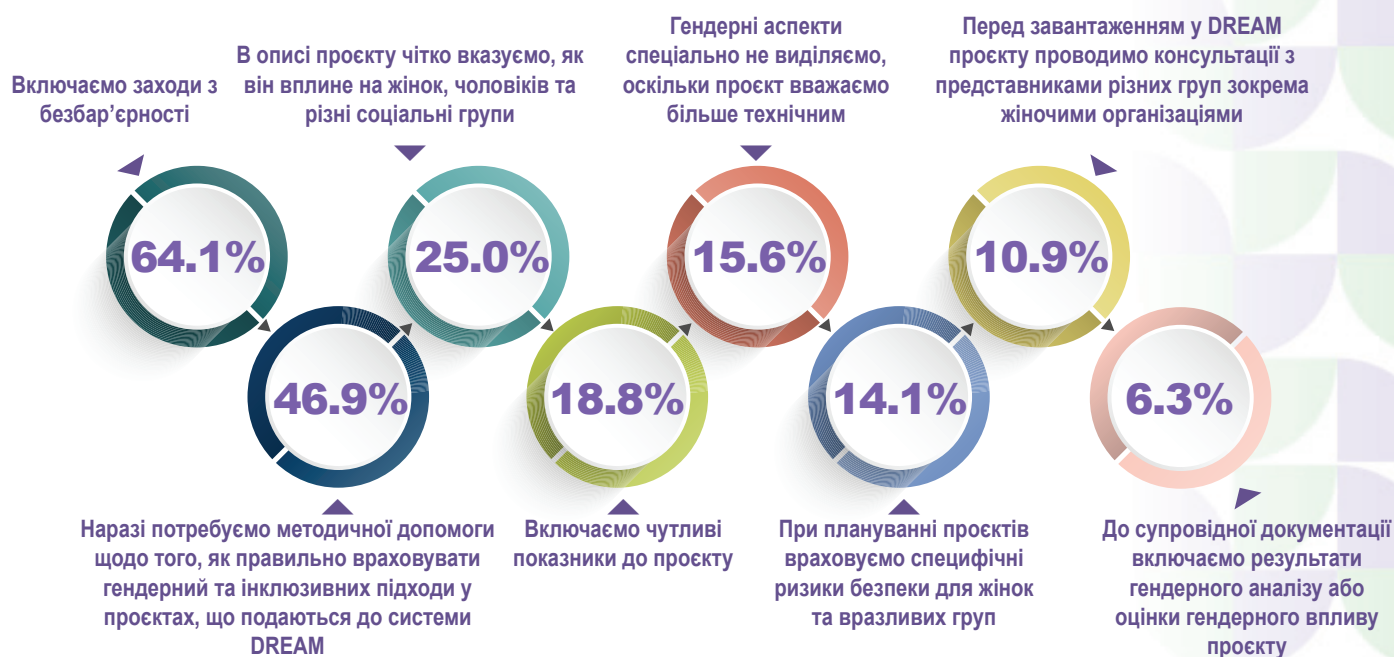 Включаємо заходи з
безбар’єрності
64.1%
Наразі потребуємо методичної допомоги
щодо того, як правильно враховувати
гендерний та інклюзивних підходи у
проєктах, що подаються до системи
DREAM
46.9%
В описі проєкту чітко вказуємо, як
він вплине на жінок, чоловіків та
різні соціальні групи
25.0%
Включаємо чутливі
показники до проєкту
18.8%
Гендерні аспекти
спеціально не виділяємо,
оскільки проєкт вважаємо
більше технічним
15.6%
При плануванні проєктів
враховуємо специфічні
ризики безпеки для жінок
та вразливих груп
14.1%
Перед завантаженням у DREAM
проєкту проводимо консультації з
представниками різних груп зокрема
жіночими організаціями
10.9%
До супровідної документації
включаємо результати
гендерного аналізу або
оцінки гендерного впливу
проєкту
6.3%